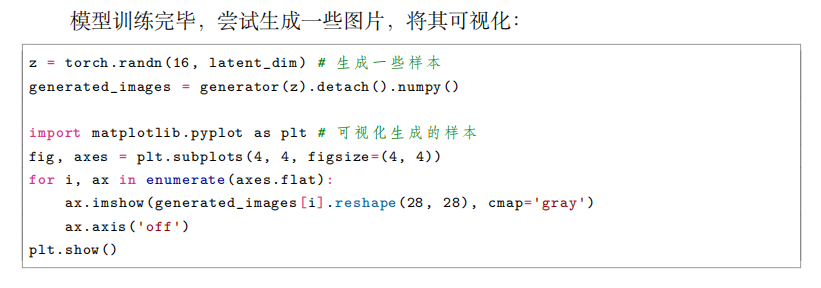 模型训练完毕，尝试生成一些图片，将其可视化：
z = torch.randn(16, latent_dim) # 生成一些样本
generated_images = generator(z).detach().numpy()
import matplotlib.pyplot as plt # 可视化生成的样本
fig, axes = plt.subplots(4, 4, figsize=(4, 4))
for i, ax in enumerate(axes.flat):
    ax.imshow(generated_images[i].reshape(28, 28), cmap='gray')
    ax.axis('off')
plt.show()